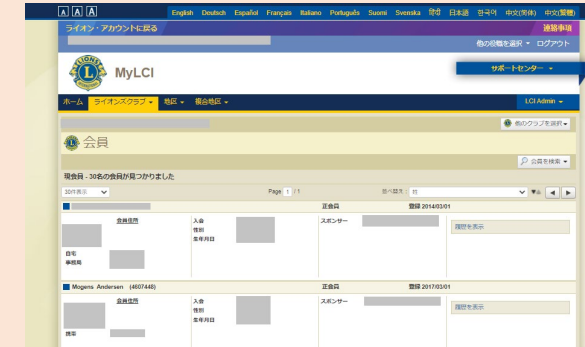 A A A English Deutsch Español Français Italiano Português Suomi Svenska हिंदी 日本語 한국어 中文(简体) 中文(繁體)
ライオン・アカウントに戻る 連絡事項
他の役職を選択 ログアウト
MyLCI
サポートセンター
ホーム ライオンズクラブ 地区 複合地区 LCI Admin
他のクラブを選択
会員
会員を検索
現会員 - 30名の会員が見つかりました
30件表示 Page 1 /1 並べ替え: 姓
正会員 登録 2014/03/01
会員住所 入会 スポンサー
性別 履歴を表示
生年月日
自宅
事務局
Mogens Andersen (4607448) 正会員 登録 2017/03/01
会員住所 入会 スポンサー
性別 履歴を表示
生年月日
携帯